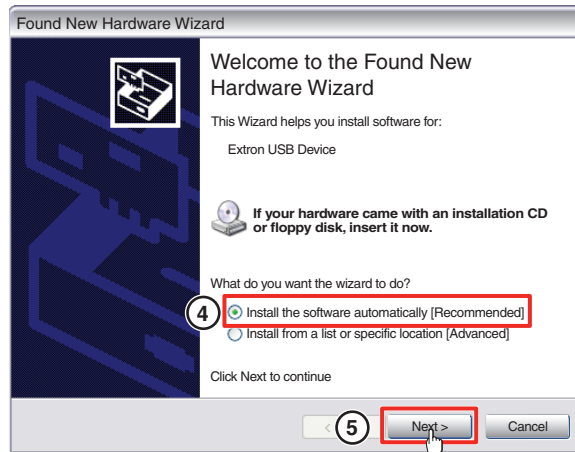 Found New Hardware Wizard
Welcome to the Found New
Hardware Wizard
This Wizard helps you install software for:
Extron USB Device
If your hardware came with an installation CD
or floppy disk, insert it now.
What do you want the wizard to do?
4 Install the software automatically [Recommended]
Install from a list or specific location [Advanced]
Click Next to continue
< 5 Next > Cancel